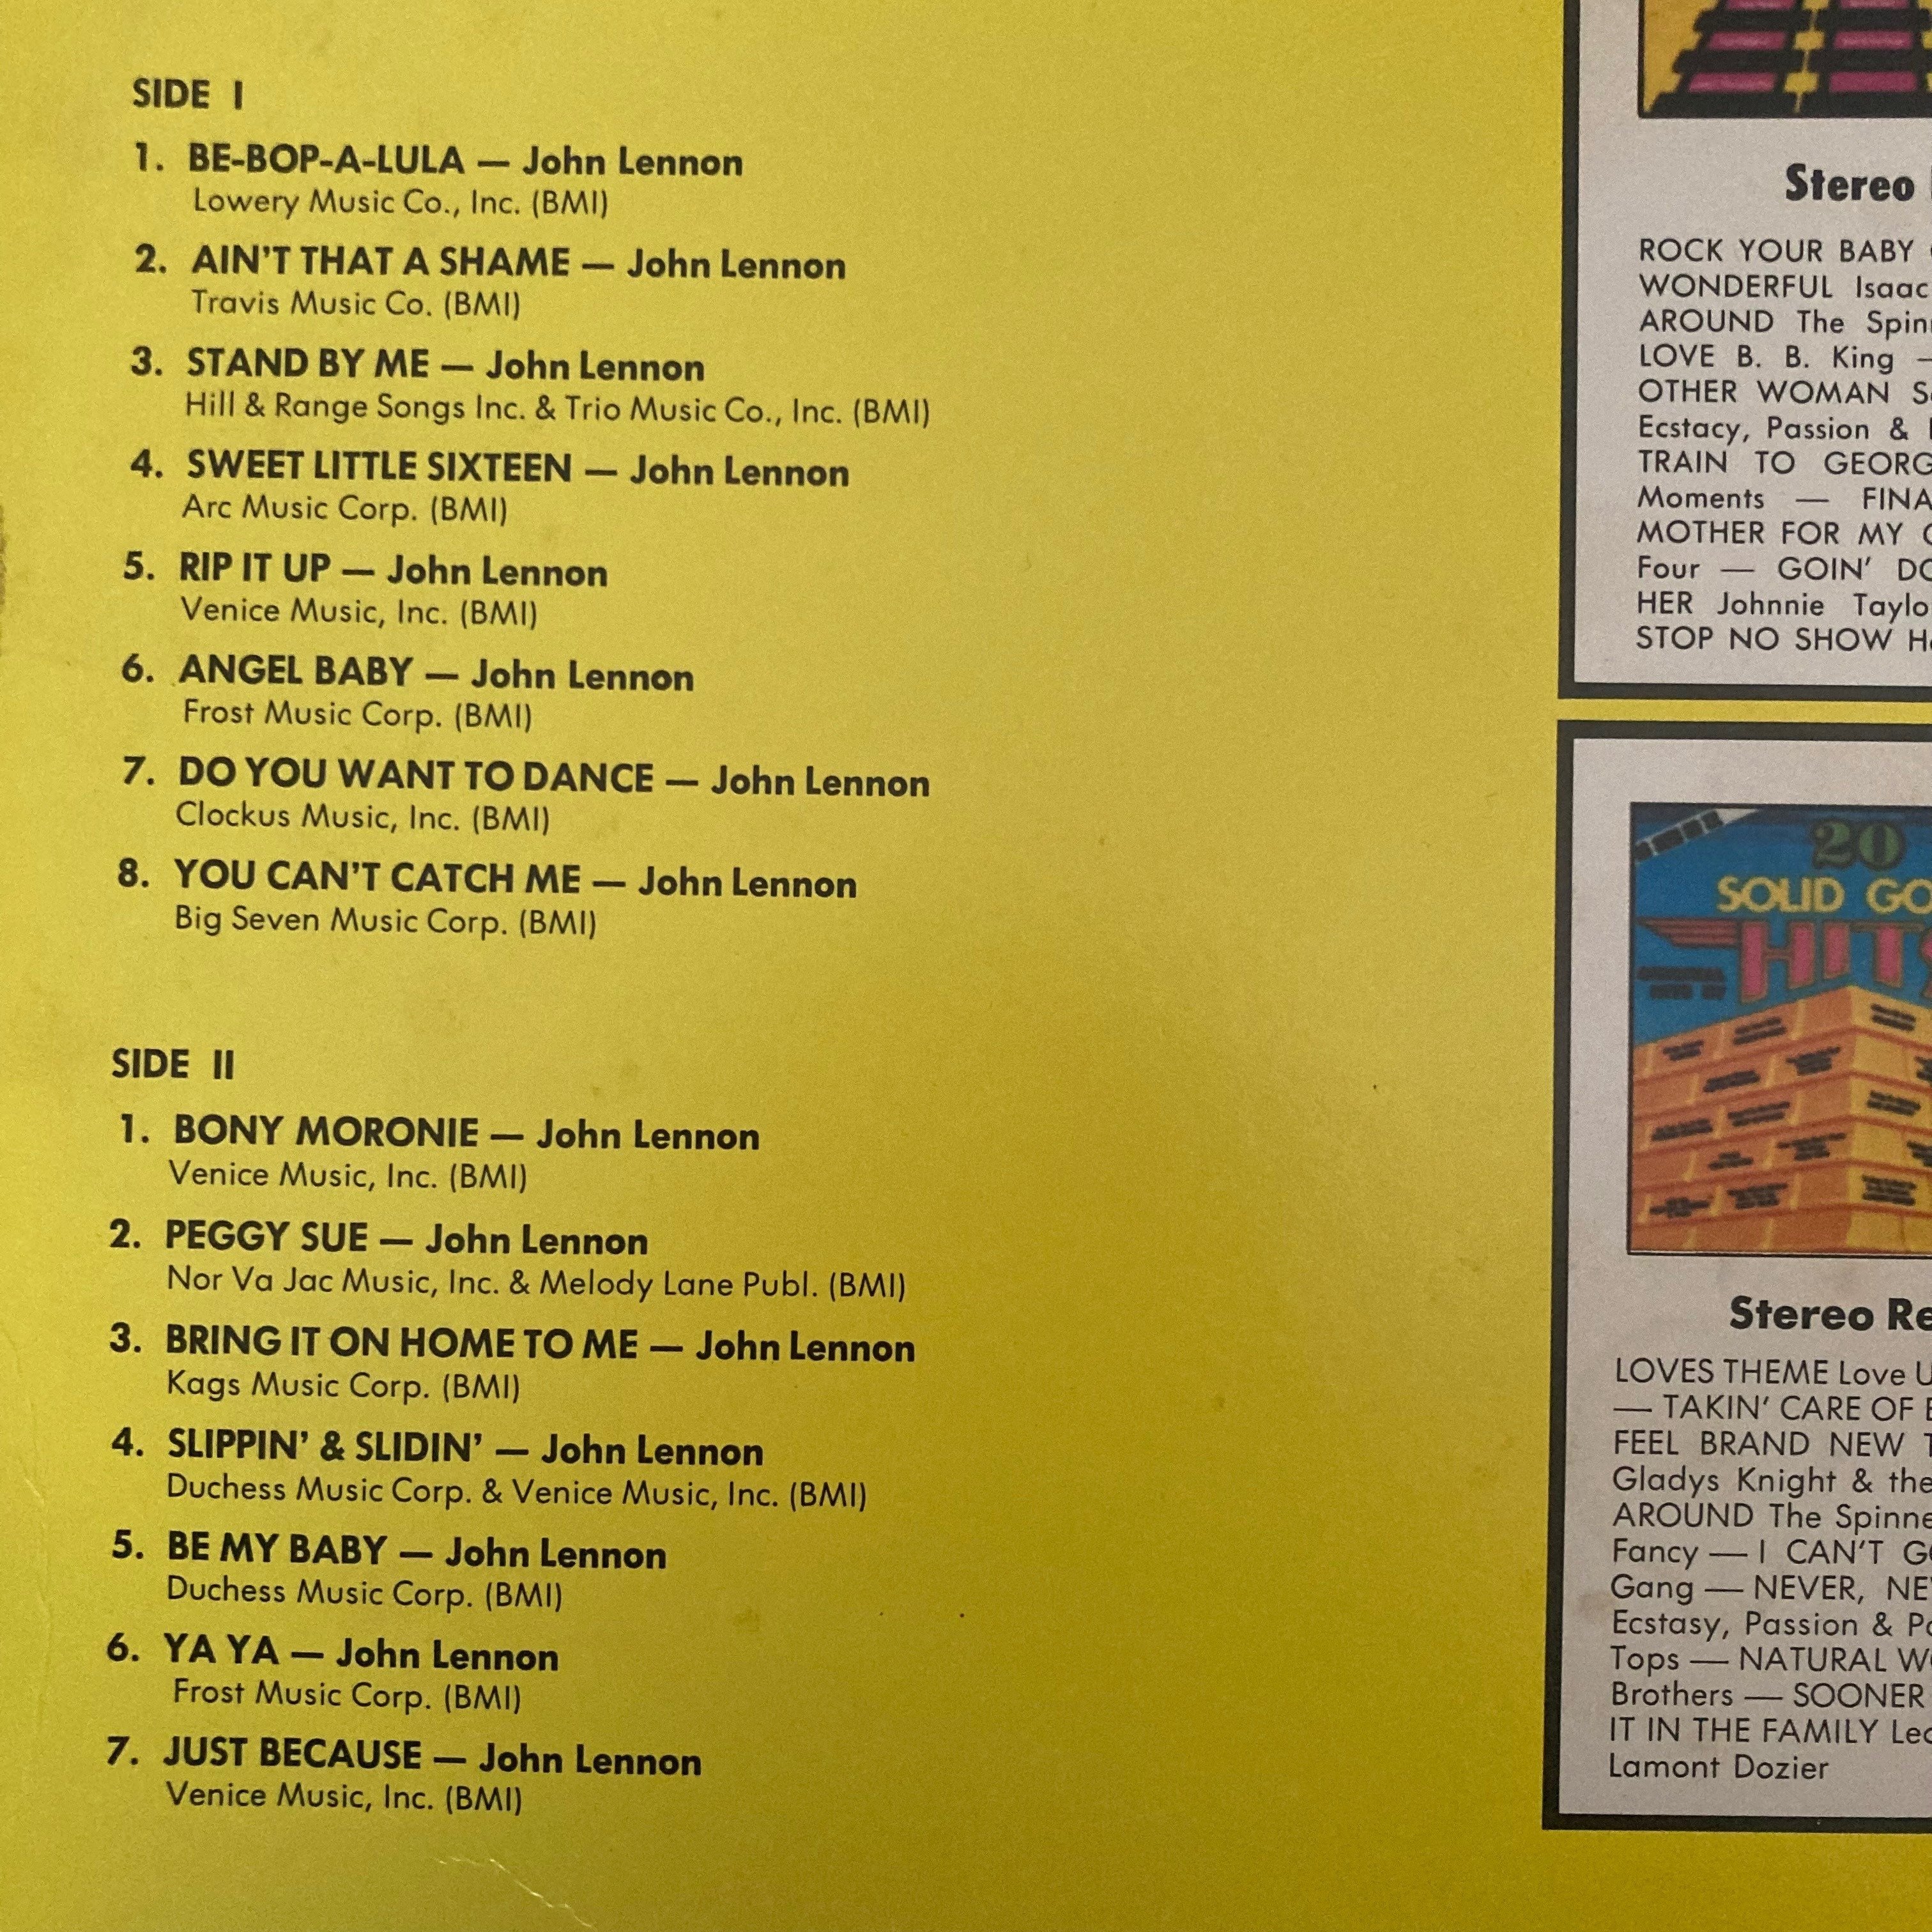 SIDE I
1. BE-BOP-A-LULA — John Lennon
Lowery Music Co., Inc. (BMI)
2. AIN'T THAT A SHAME — John Lennon
Travis Music Co. (BMI)
3. STAND BY ME — John Lennon
Hill & Range Songs Inc. & Trio Music Co., Inc. (BMI)
4. SWEET LITTLE SIXTEEN — John Lennon
Arc Music Corp. (BMI)
5. RIP IT UP — John Lennon
Venice Music, Inc. (BMI)
6. ANGEL BABY — John Lennon
Frost Music Corp. (BMI)
7. DO YOU WANT TO DANCE — John Lennon
Clockus Music, Inc. (BMI)
8. YOU CAN'T CATCH ME — John Lennon
Big Seven Music Corp. (BMI)
SIDE II
1. BONY MORONIE — John Lennon
Venice Music, Inc. (BMI)
2. PEGGY SUE — John Lennon
Nor Va Jac Music, Inc. & Melody Lane Publ. (BMI)
3. BRING IT ON HOME TO ME — John Lennon
Kags Music Corp. (BMI)
4. SLIPPIN' & SLIDIN' — John Lennon
Duchess Music Corp. & Venice Music, Inc. (BMI)
5. BE MY BABY — John Lennon
Duchess Music Corp. (BMI)
6. YA YA — John Lennon
Frost Music Corp. (BMI)
7. JUST BECAUSE — John Lennon
Venice Music, Inc. (BMI)
Stereo
ROCK YOUR BABY
WONDERFUL Isaac
AROUND The
LOVE B. B. King —
OTHER WOMAN
Ecstacy, Passion &
TRAIN TO
Moments —
MOTHER FOR MY
Four — GOIN'
HER Johnnie
STOP NO SHOW
20
SOLID
HITS
Stereo
LOVES THEME Love
— TAKIN' CARE OF
FEEL BRAND NEW
Gladys Knight & the
AROUND The
Fancy — I CAN'T
Gang — NEVER,
Ecstasy, Passion &
Tops — NATURAL
Brothers — SOONER
IT IN THE FAMILY
Lamont Dozier